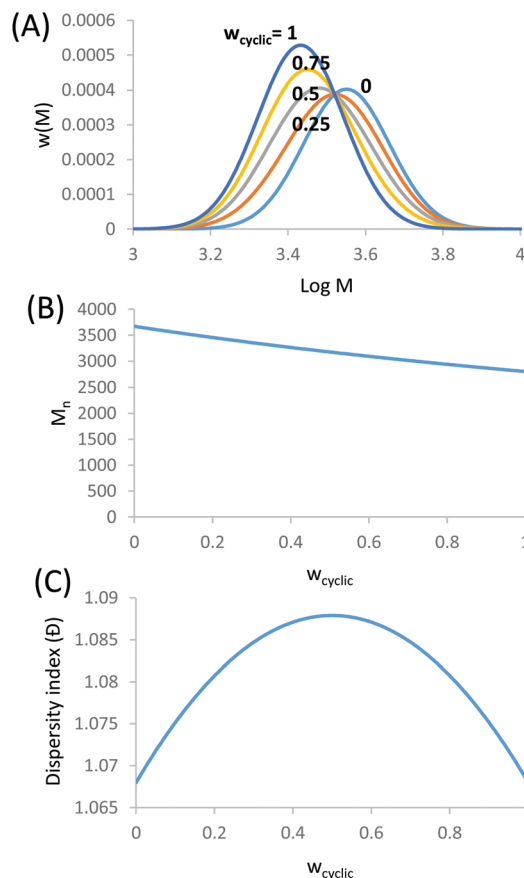 (A)
w(M)
0.0006
0.0005
0.0004
0.0003
0.0002
0.0001
0
w_cyclic = 1
0.75
0.5
0.25
0
3 3.2 3.4 3.6 3.8 4
Log M
(B)
M_n
4000
3500
3000
2500
2000
1500
1000
500
0
0 0.2 0.4 0.6 0.8 1
w_cyclic
(C)
Dispersity index (Đ)
1.09
1.085
1.08
1.075
1.07
1.065
0 0.2 0.4 0.6 0.8
w_cyclic